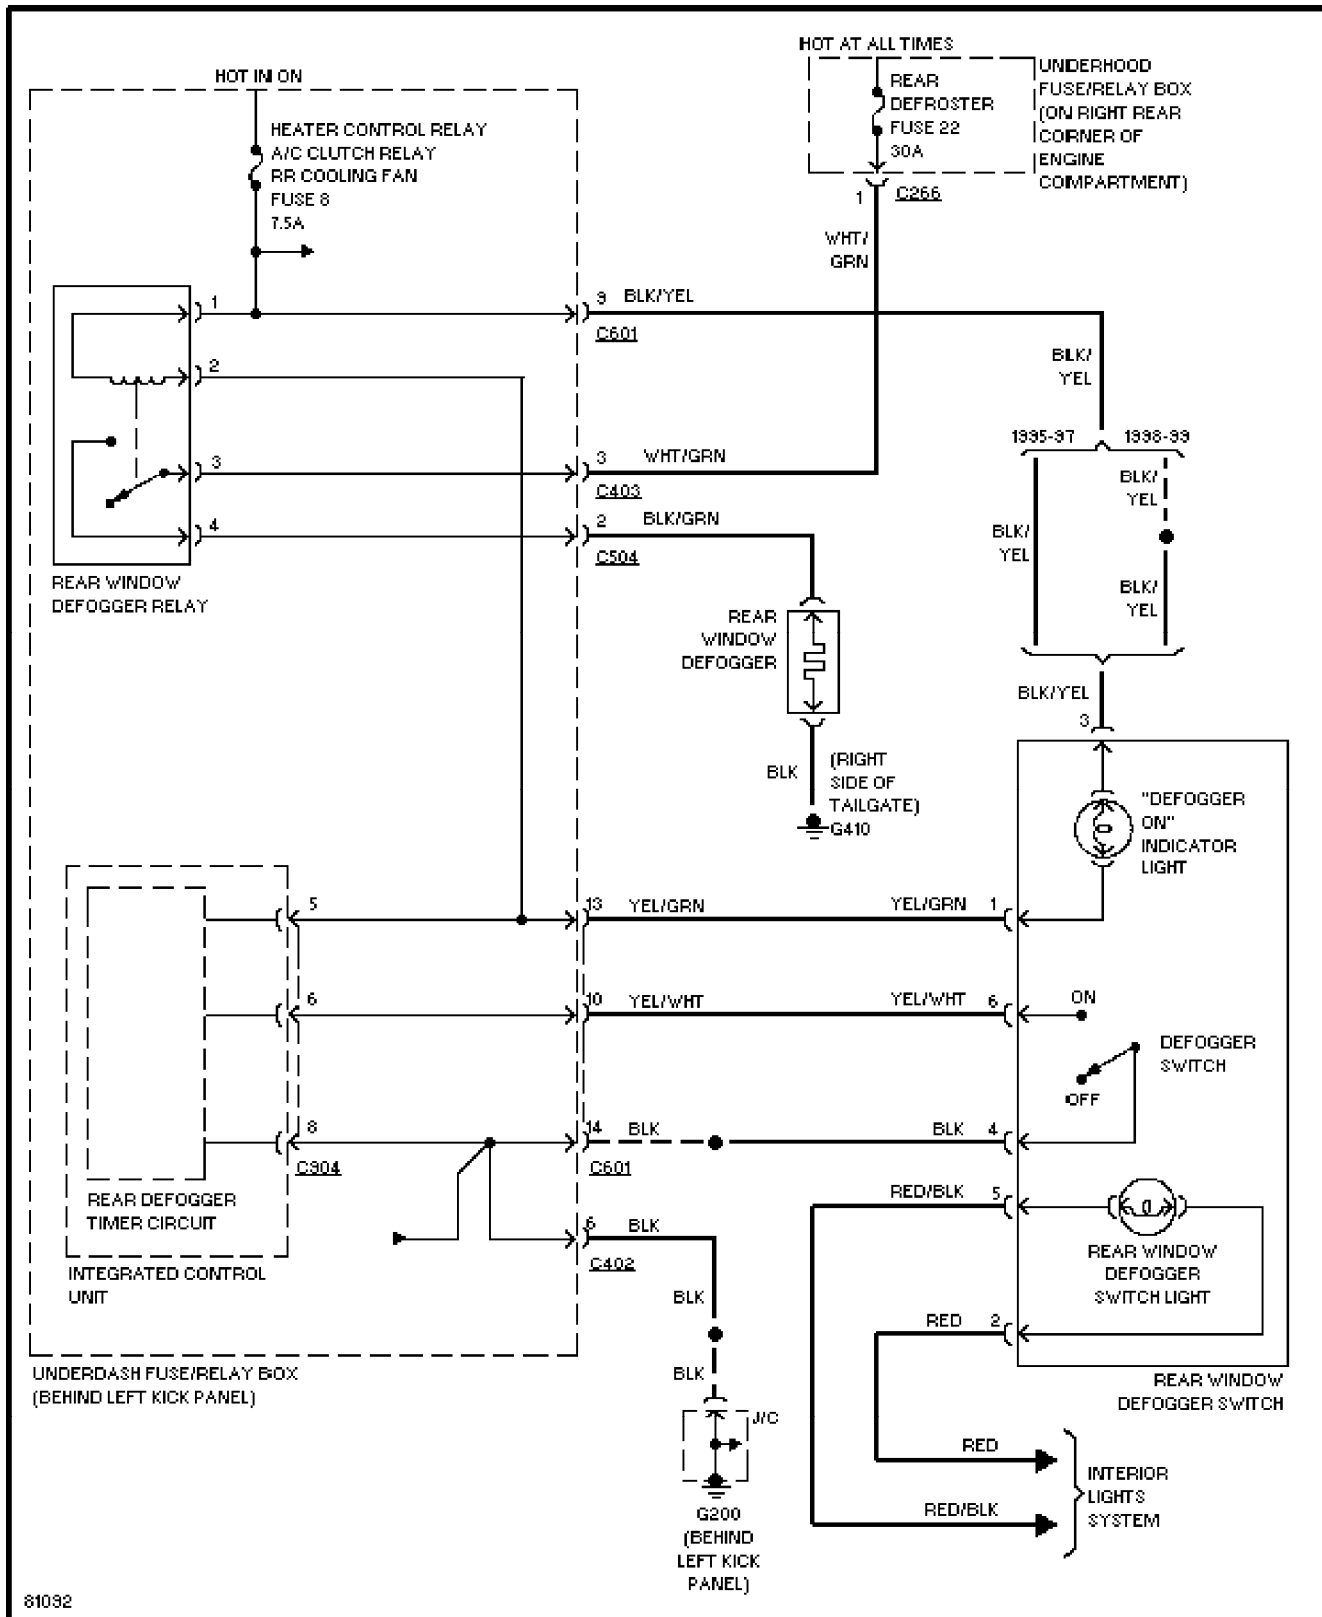 HOT AT ALL TIMES
REAR
DEFROSTER
FUSE 22
30A
UNDERHOOD
FUSE/RELAY BOX
(ON RIGHT REAR
CORNER OF
ENGINE
COMPARTMENT)
1
C266
WHT/
GRN
HOT IN ON
HEATER CONTROL RELAY
A/C CLUTCH RELAY
RR COOLING FAN
FUSE 8
7.5A
1
2
3
4
REAR WINDOW
DEFOGGER RELAY
9
BLK/YEL
C601
3
WHT/GRN
C403
2
BLK/GRN
C504
BLK/
YEL
1995-97
1998-99
BLK/
YEL
BLK/
YEL
BLK/
YEL
BLK/YEL
3
REAR
WINDOW
DEFOGGER
BLK
(RIGHT
SIDE OF
TAILGATE)
G410
"DEFOGGER
ON"
INDICATOR
LIGHT
5
13
YEL/GRN
YEL/GRN
1
6
10
YEL/WHT
YEL/WHT
6
ON
DEFOGGER
SWITCH
OFF
8
C904
14
BLK
BLK
4
C601
REAR DEFOGGER
TIMER CIRCUIT
INTEGRATED CONTROL
UNIT
6
BLK
C402
RED/BLK
5
REAR WINDOW
DEFOGGER
SWITCH LIGHT
RED
2
BLK
BLK
UNDERDASH FUSE/RELAY BOX
(BEHIND LEFT KICK PANEL)
REAR WINDOW
DEFOGGER SWITCH
J/C
G200
(BEHIND
LEFT KICK
PANEL)
RED
RED/BLK
INTERIOR
LIGHTS
SYSTEM
81092